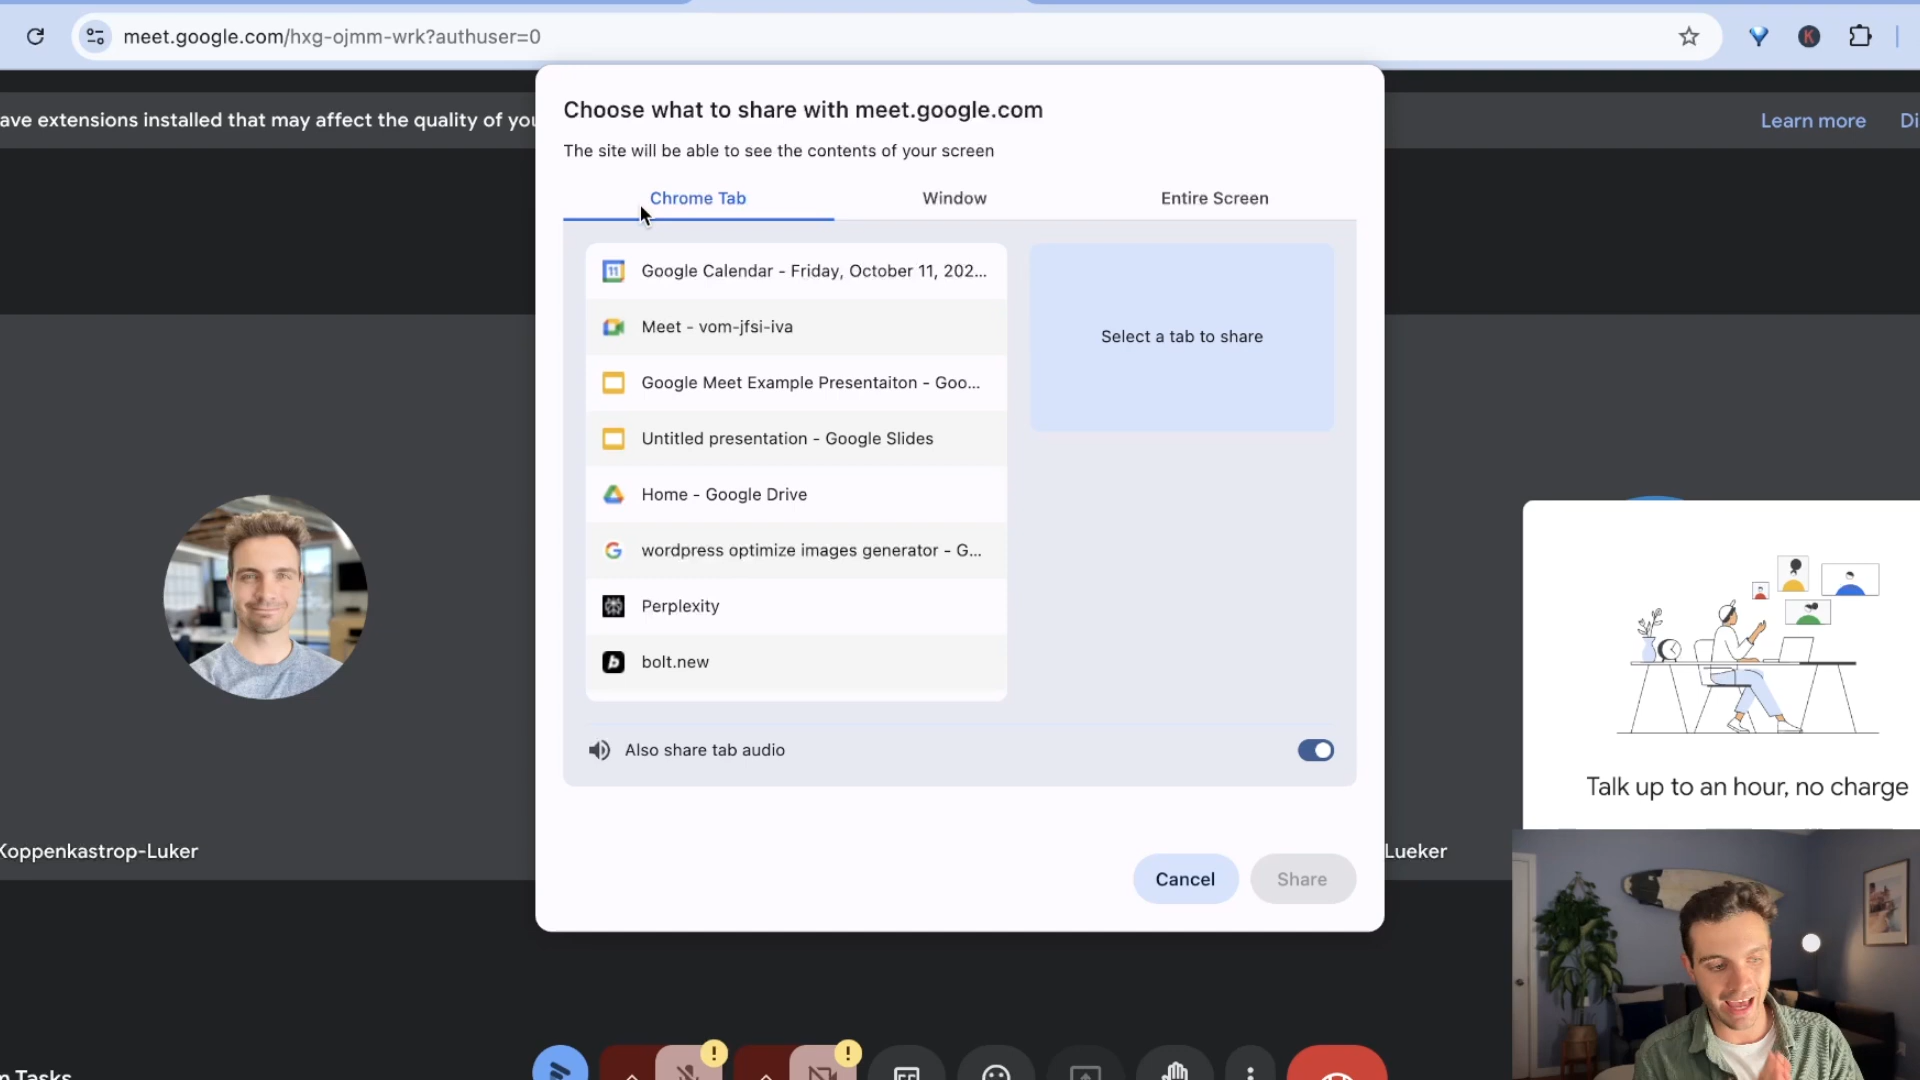 meet.google.com/hxg-ojmm-wrk?authuser=0
K
ave extensions installed that may affect the quality of you
Learn more
Di
Choose what to share with meet.google.com
The site will be able to see the contents of your screen
Chrome Tab
Window
Entire Screen
Google Calendar - Friday, October 11, 202...
Meet - vom-jfsi-iva
Google Meet Example Presentaiton - Goo...
Untitled presentation - Google Slides
Home - Google Drive
wordpress optimize images generator - G...
Perplexity
bolt.new
Select a tab to share
Also share tab audio
Cancel
Share
Talk up to an hour, no charge
Koppenkastrop-Luker
Lueker
m Tasks